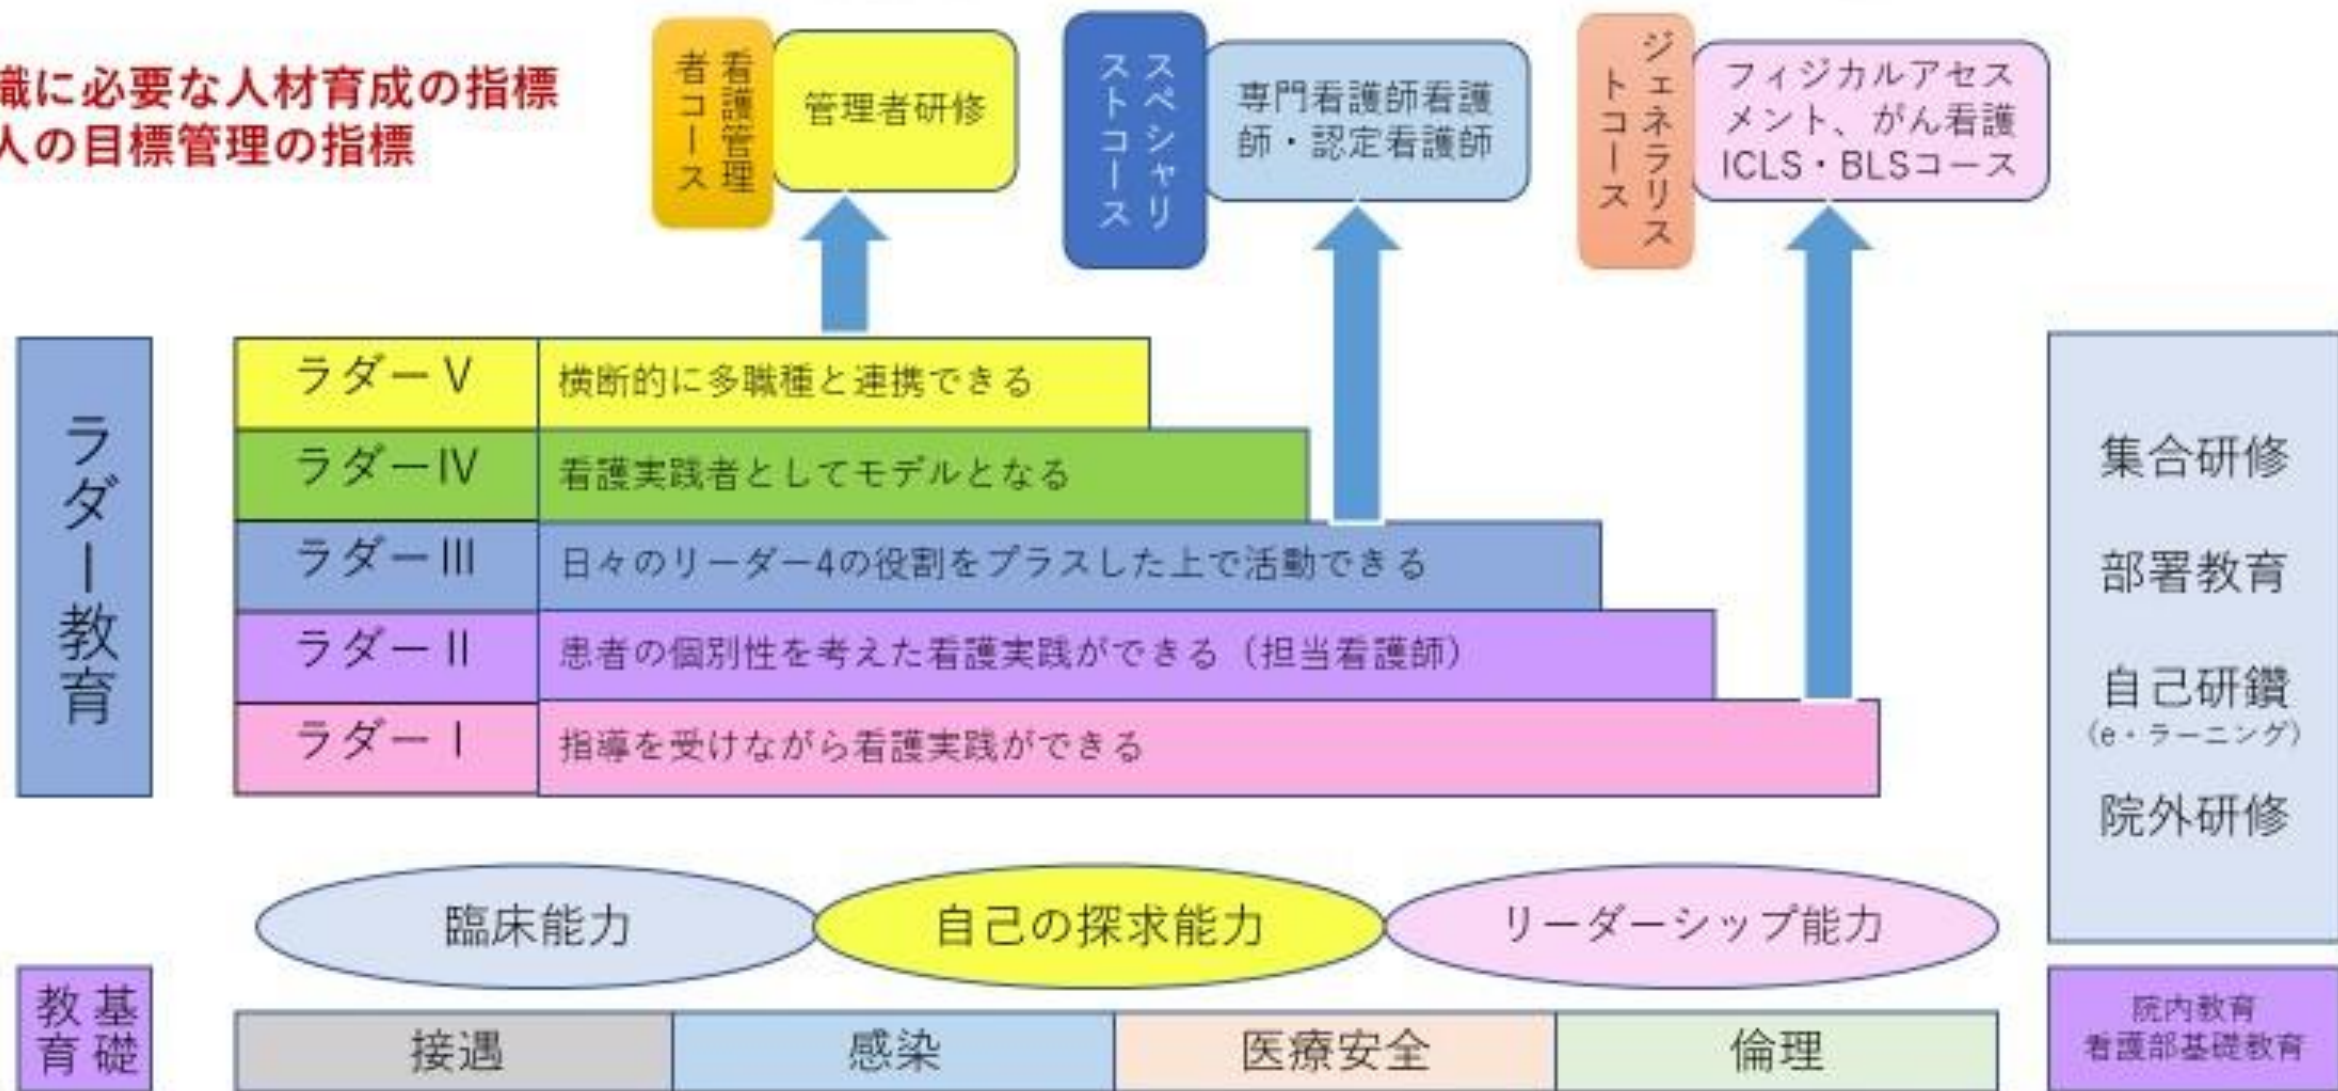 職に必要な人材育成の指標
人の目標管理の指標
看護管理
者コース
管理者研修
スペシャリ
ストコース
専門看護師看護
師・認定看護師
ジェネラリス
トコース
フィジカルアセス
メント、がん看護
ICLS・BLSコース
ラダー教育
ラダーⅤ
横断的に多職種と連携できる
ラダーⅣ
看護実践者としてモデルとなる
ラダーⅢ
日々のリーダー4の役割をプラスした上で活動できる
ラダーⅡ
患者の個別性を考えた看護実践ができる（担当看護師）
ラダーⅠ
指導を受けながら看護実践ができる
集合研修
部署教育
自己研鑽
（e・ラーニング）
院外研修
臨床能力
自己の探求能力
リーダーシップ能力
基礎
教育
接遇
感染
医療安全
倫理
院内教育
看護部基礎教育